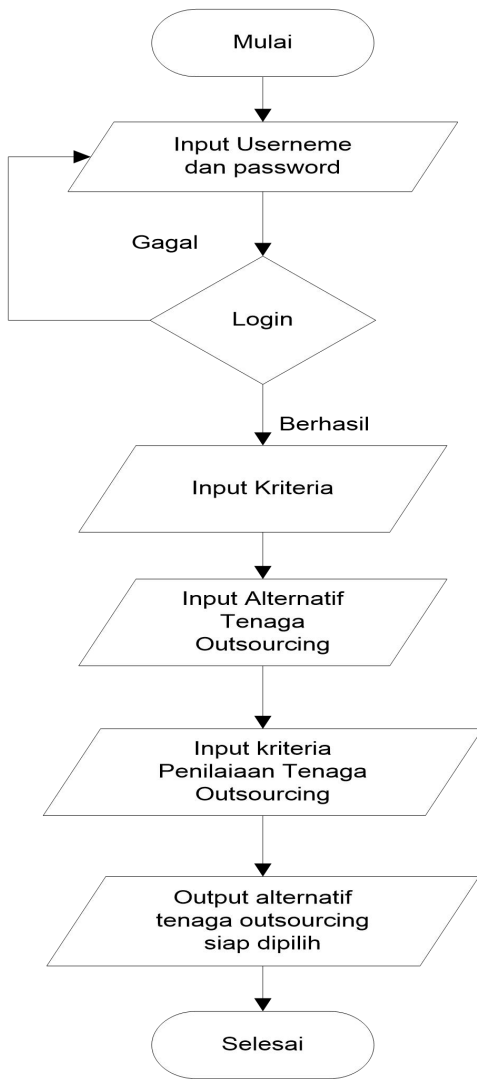 Mulai
Input Userneme
dan password
Gagal
Login
Berhasil
Input Kriteria
Input Alternatif
Tenaga
Outsourcing
Input kriteria
Penilaiaan Tenaga
Outsourcing
Output alternatif
tenaga outsourcing
siap dipilih
Selesai